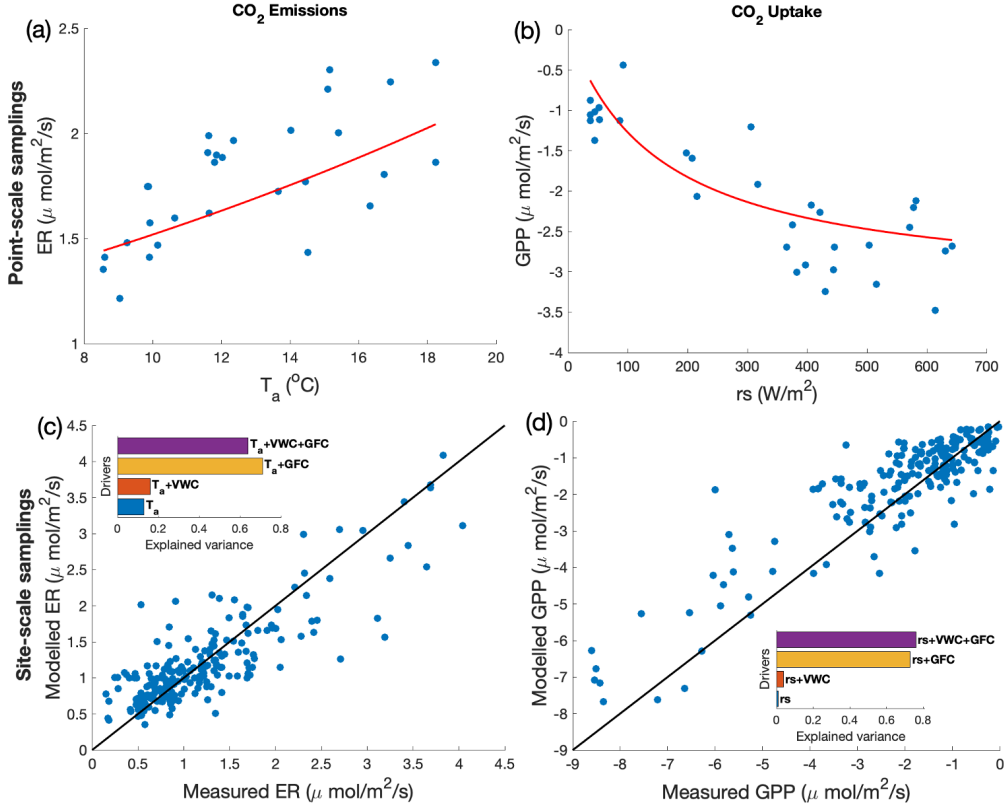 CO2 Emissions
CO2 Uptake
(a)
(b)
Point-scale samplings
ER (μ mol/m²/s)
2.5
2
1.5
1
8
10
12
14
16
18
20
Ta (°C)
GPP (μ mol/m²/s)
0
-0.5
-1
-1.5
-2
-2.5
-3
-3.5
-4
0
100
200
300
400
500
600
700
rs (W/m²)
(c)
Site-scale samplings
Modelled ER (μ mol/m²/s)
4.5
4
3.5
3
2.5
2
1.5
1
0.5
0
Drivers
Ta+VWC+GFC
Ta+GFC
Ta+VWC
Ta
0
0.2
0.4
0.6
0.8
Explained variance
0
0.5
1
1.5
2
2.5
3
3.5
4
4.5
Measured ER (μ mol/m²/s)
(d)
Modelled GPP (μ mol/m²/s)
0
-1
-2
-3
-4
-5
-6
-7
-8
-9
Drivers
rs+VWC+GFC
rs+GFC
rs+VWC
rs
0
0.2
0.4
0.6
0.8
Explained variance
-9
-8
-7
-6
-5
-4
-3
-2
-1
0
Measured GPP (μ mol/m²/s)